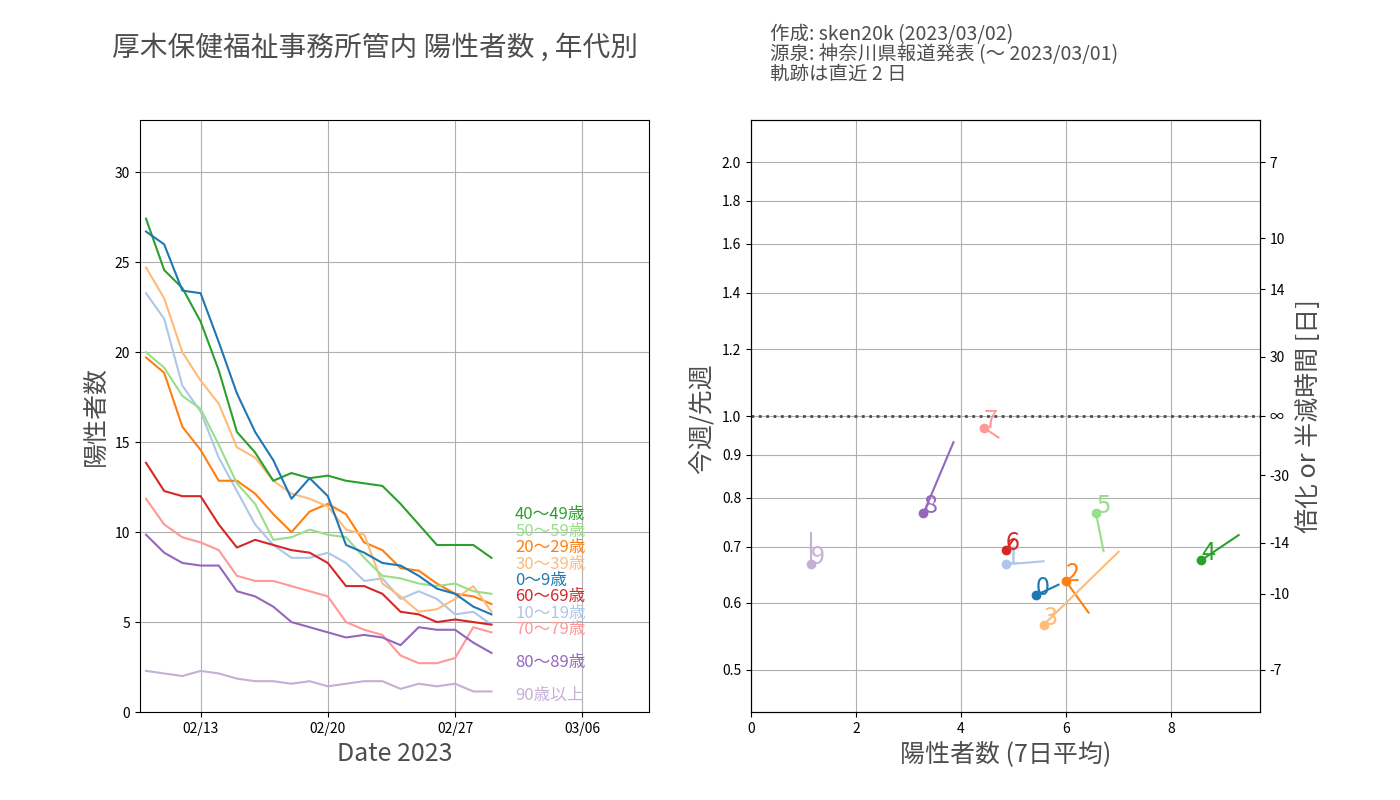 厚木保健福祉事務所管内 陽性者数 , 年代別
作成: sken20k (2023/03/02)
源泉: 神奈川県報道発表 (〜 2023/03/01)
軌跡は直近 2 日
陽性者数
30
25
20
15
10
5
0
02/13
02/20
02/27
03/06
Date 2023
40〜49歳
50〜59歳
20〜29歳
30〜39歳
0〜9歳
60〜69歳
10〜19歳
70〜79歳
80〜89歳
90歳以上
今週/先週
2.0
1.8
1.6
1.4
1.2
1.0
0.9
0.8
0.7
0.6
0.5
0
2
4
6
8
陽性者数 (7日平均)
7
10
14
30
∞
-30
-14
-10
-7
倍化 or 半減時間 [日]
7
8
5
6
1
9
4
2
0
3